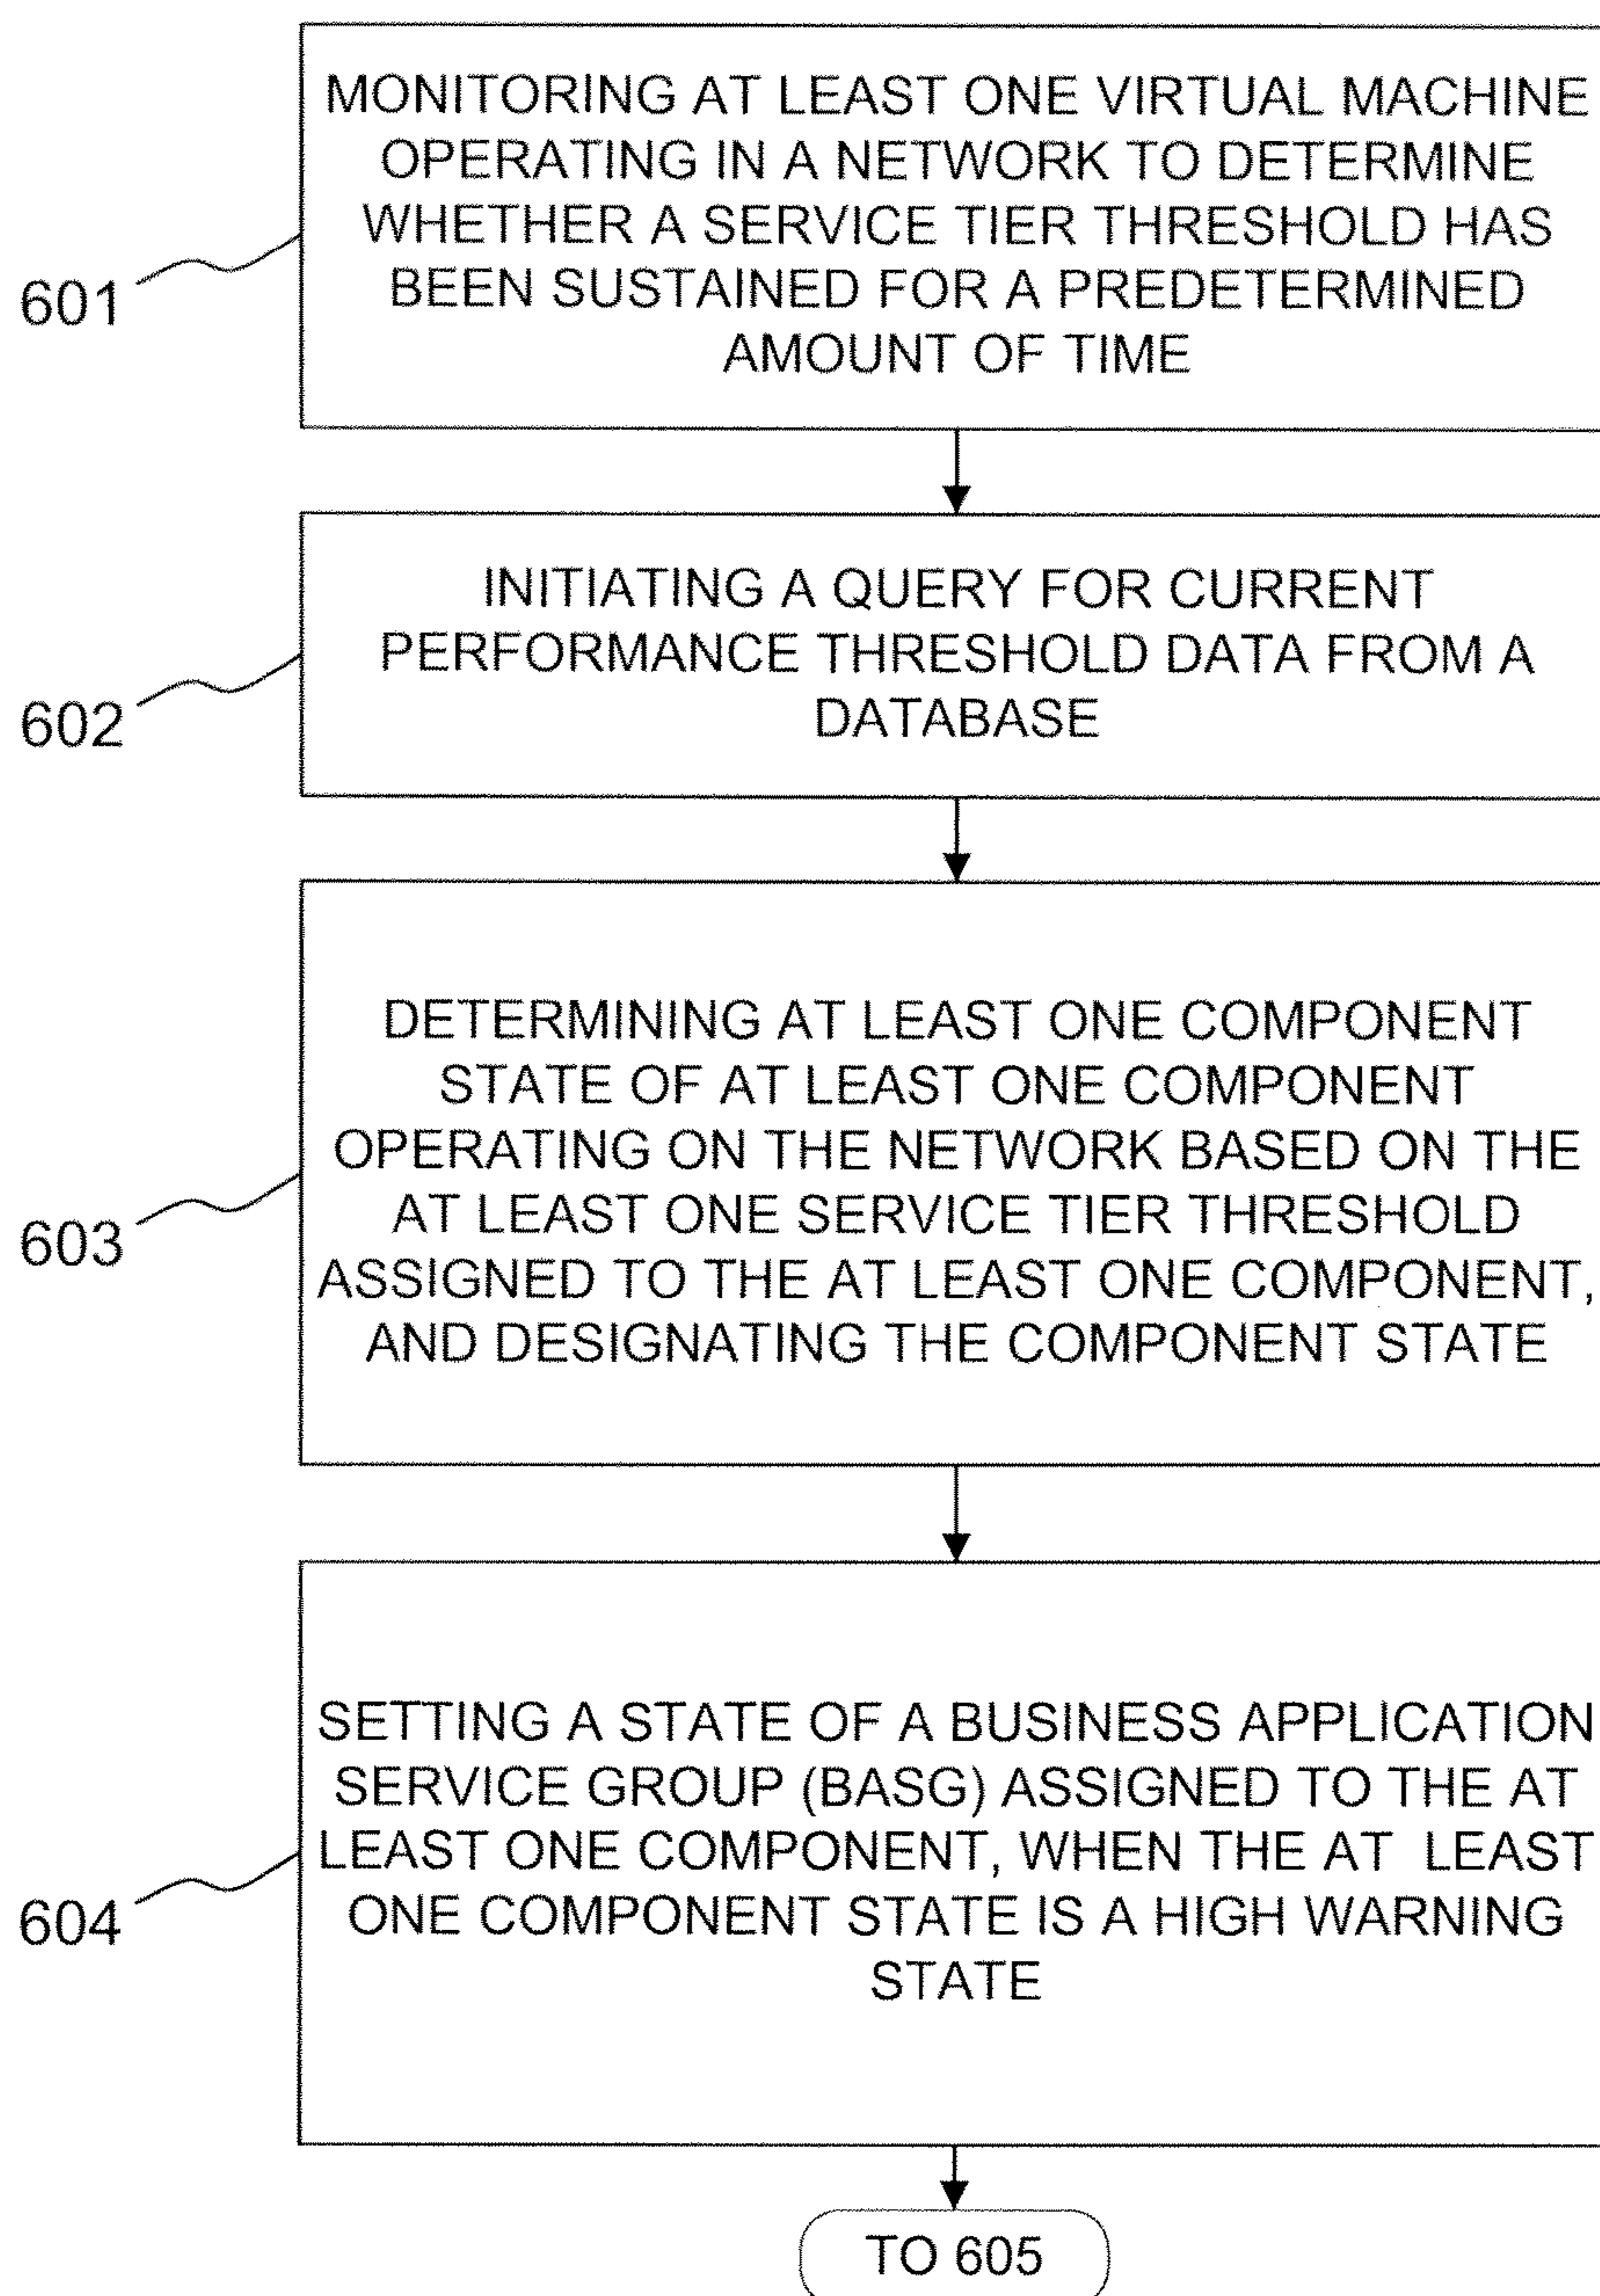 MONITORING AT LEAST ONE VIRTUAL MACHINE
OPERATING IN A NETWORK TO DETERMINE
WHETHER A SERVICE TIER THRESHOLD HAS
BEEN SUSTAINED FOR A PREDETERMINED
AMOUNT OF TIME
601
INITIATING A QUERY FOR CURRENT
PERFORMANCE THRESHOLD DATA FROM A
DATABASE
602
DETERMINING AT LEAST ONE COMPONENT
STATE OF AT LEAST ONE COMPONENT
OPERATING ON THE NETWORK BASED ON THE
AT LEAST ONE SERVICE TIER THRESHOLD
ASSIGNED TO THE AT LEAST ONE COMPONENT,
AND DESIGNATING THE COMPONENT STATE
603
SETTING A STATE OF A BUSINESS APPLICATION
SERVICE GROUP (BASG) ASSIGNED TO THE AT
LEAST ONE COMPONENT, WHEN THE AT LEAST
ONE COMPONENT STATE IS A HIGH WARNING
STATE
604
TO 605